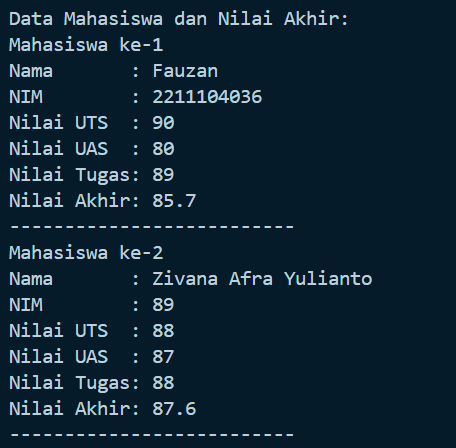 Data Mahasiswa dan Nilai Akhir:
Mahasiswa ke-1
Nama       : Fauzan
NIM        : 2211104036
Nilai UTS  : 90
Nilai UAS  : 80
Nilai Tugas: 89
Nilai Akhir: 85.7
--------------------------
Mahasiswa ke-2
Nama       : Zivana Afra Yulianto
NIM        : 89
Nilai UTS  : 88
Nilai UAS  : 87
Nilai Tugas: 88
Nilai Akhir: 87.6
--------------------------